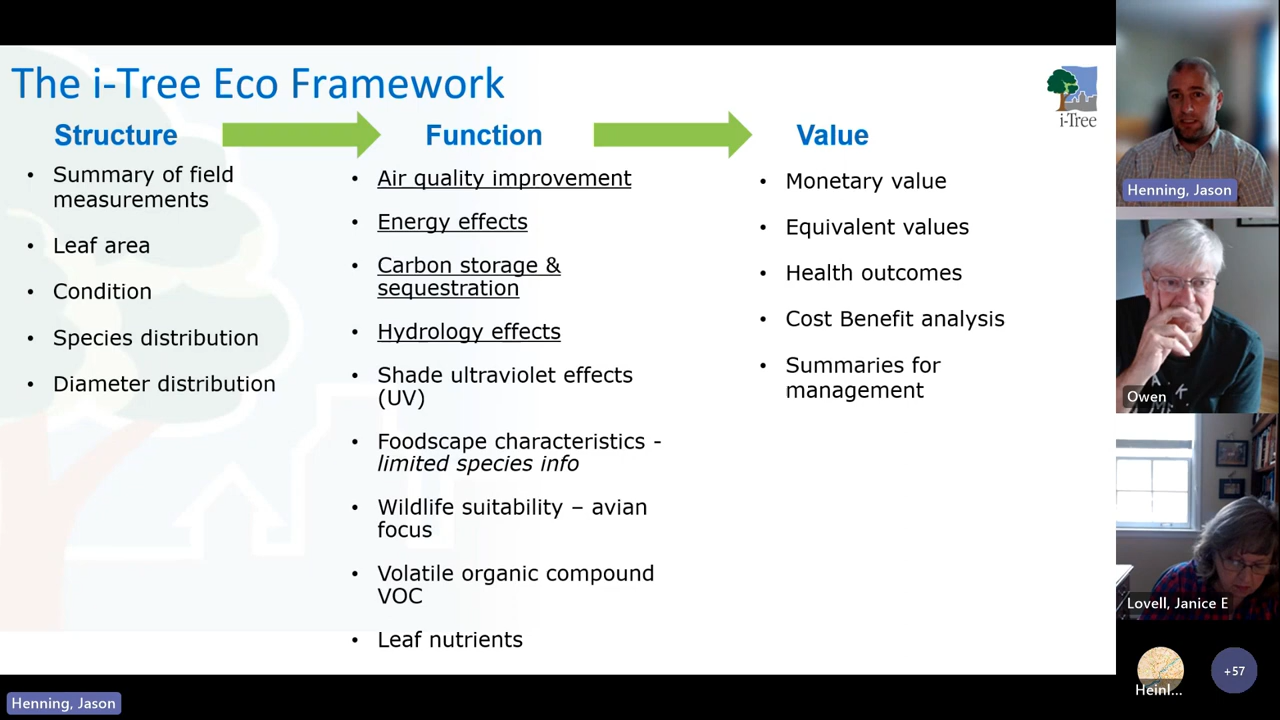 The i-Tree Eco Framework
i-Tree
Structure
Function
Value
• Summary of field
measurements
• Leaf area
• Condition
• Species distribution
• Diameter distribution
• Air quality improvement
• Energy effects
• Carbon storage &
sequestration
• Hydrology effects
• Shade ultraviolet effects
(UV)
• Foodscape characteristics -
limited species info
• Wildlife suitability – avian
focus
• Volatile organic compound
VOC
• Leaf nutrients
• Monetary value
• Equivalent values
• Health outcomes
• Cost Benefit analysis
• Summaries for
management
Henning, Jason
Owen
Lovell, Janice E
Heinl...
+57
Henning, Jason